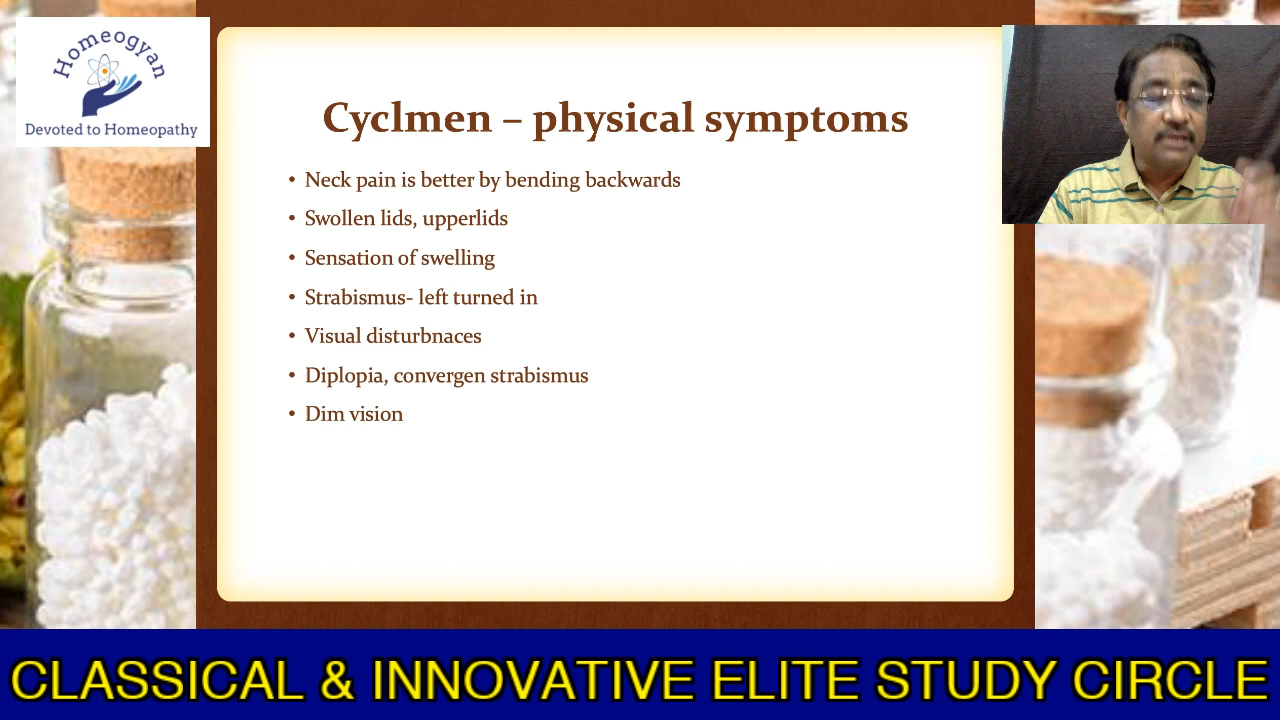 Homeogyan
Devoted to Homeopathy
Cyclmen – physical symptoms
• Neck pain is better by bending backwards
• Swollen lids, upperlids
• Sensation of swelling
• Strabismus- left turned in
• Visual disturbnaces
• Diplopia, convergen strabismus
• Dim vision
CLASSICAL & INNOVATIVE ELITE STUDY CIRCLE